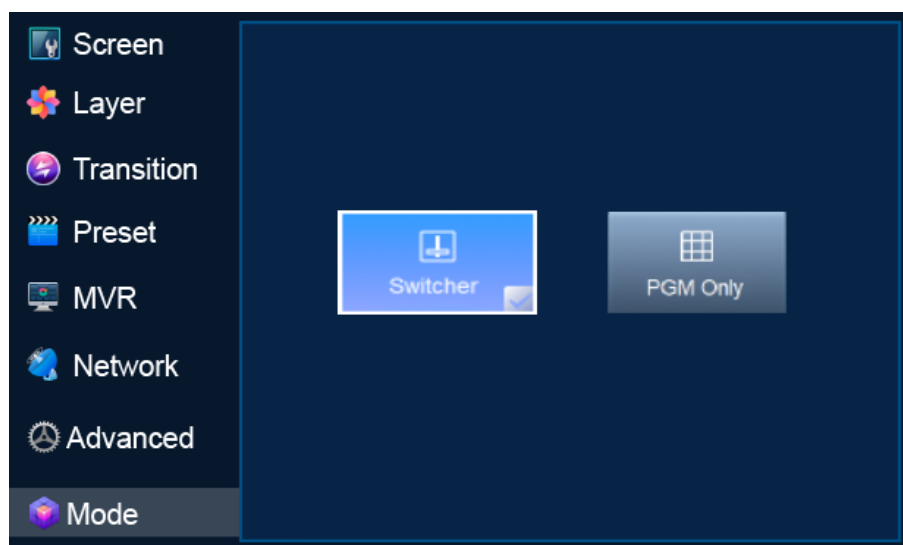 Screen
Layer
Transition
Preset
MVR
Network
Advanced
Mode
Switcher
PGM Only